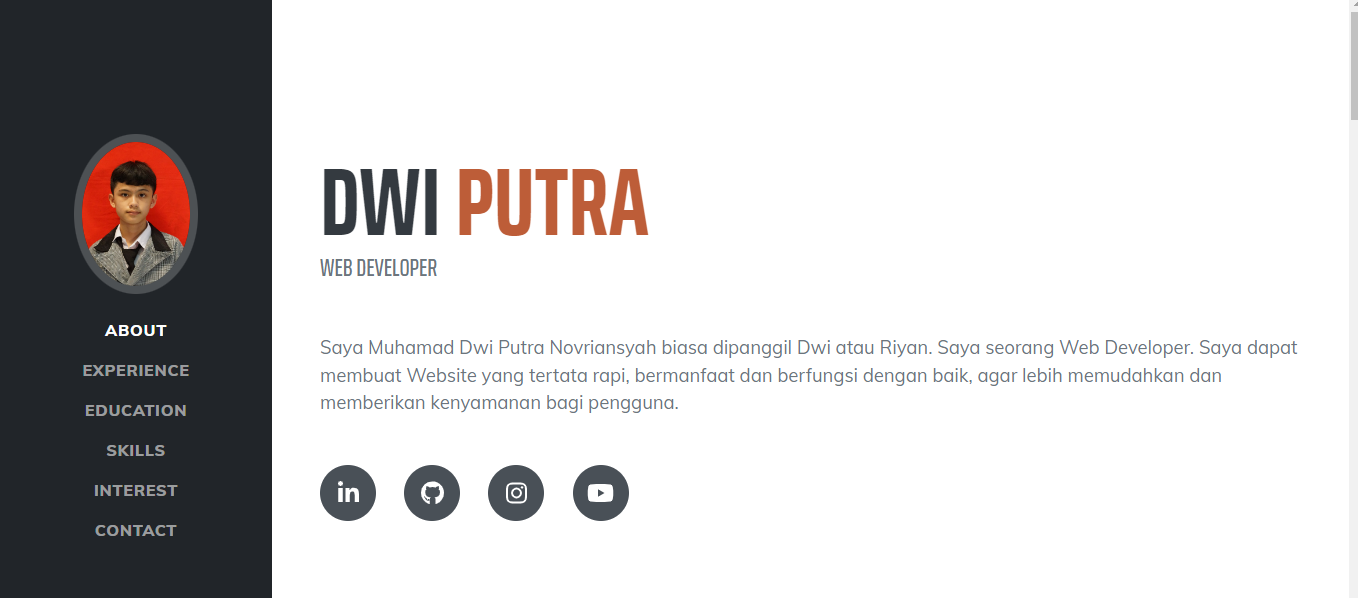 ABOUT
EXPERIENCE
EDUCATION
SKILLS
INTEREST
CONTACT
DWI PUTRA
WEB DEVELOPER
Saya Muhamad Dwi Putra Novriansyah biasa dipanggil Dwi atau Riyan. Saya seorang Web Developer. Saya dapat
membuat Website yang tertata rapi, bermanfaat dan berfungsi dengan baik, agar lebih memudahkan dan
memberikan kenyamanan bagi pengguna.
in